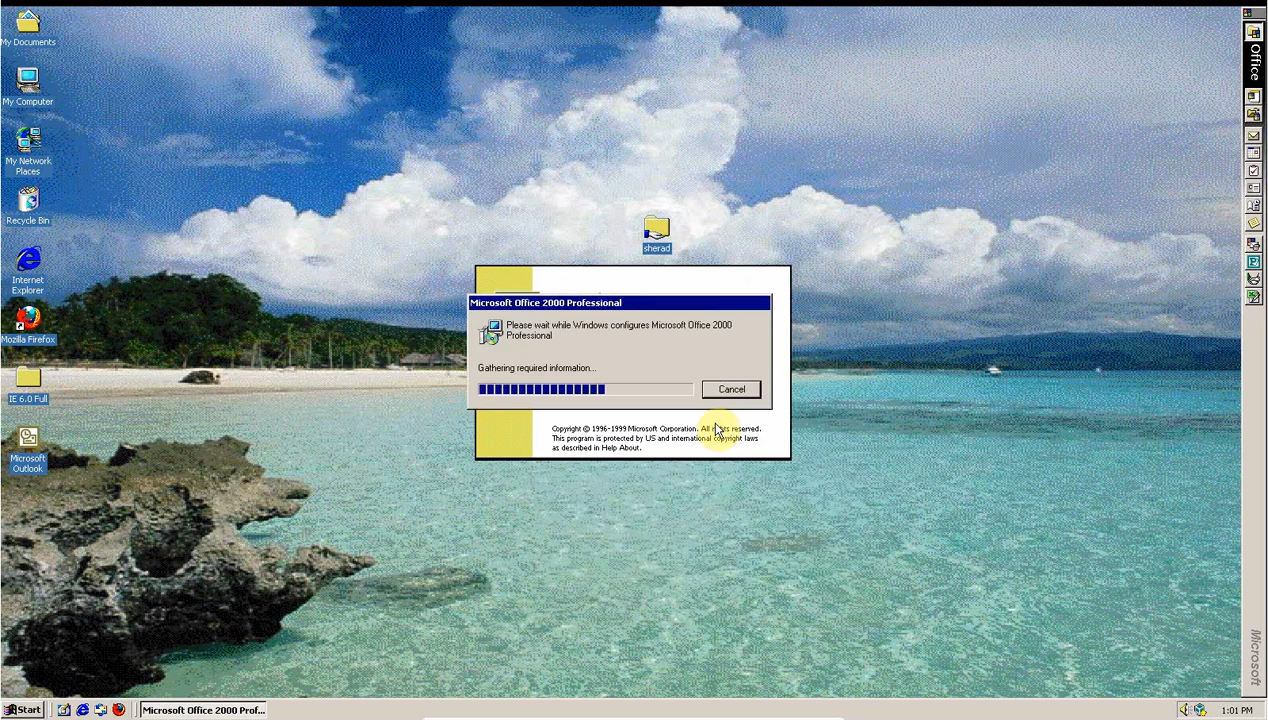 My Documents
My Computer
My Network
Places
Recycle Bin
Internet
Explorer
Mozilla Firefox
IE 6.0 Full
Microsoft
Outlook
sherad
Microsoft Office 2000 Professional
Please wait while Windows configures Microsoft Office 2000
Professional
Gathering required information...
Cancel
Copyright © 1996-1999 Microsoft Corporation. All rights reserved.
This program is protected by US and international copyright laws
as described in Help About.
Office
Microsoft
Start
Microsoft Office 2000 Prof...
1:01 PM